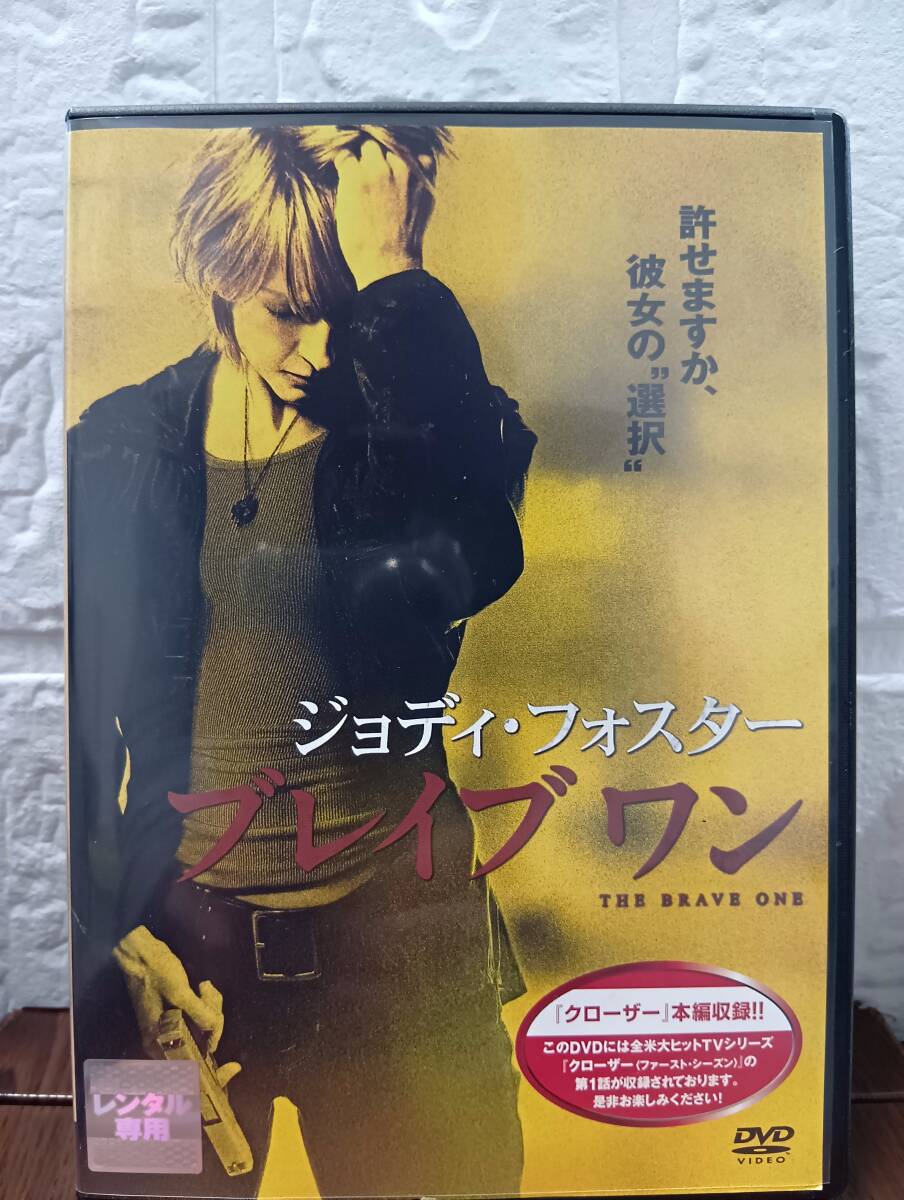 許せますか、
彼女の〝選択〟
ジョディ・フォスター
ブレイブ ワン
THE BRAVE ONE
『クローザー』本編収録!!
このDVDには全米大ヒットTVシリーズ
『クローザー〈ファースト・シーズン〉』の
第1話が収録されております。
是非お楽しみください!
レンタル
専用
DVD
VIDEO